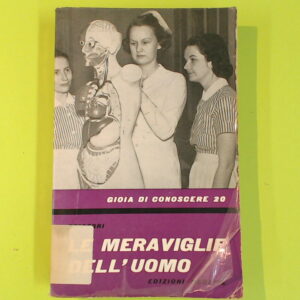 GIOIA DI CONOSCERE 20
LE MERAVIGLIE
DELL'UOMO
EDIZIONI